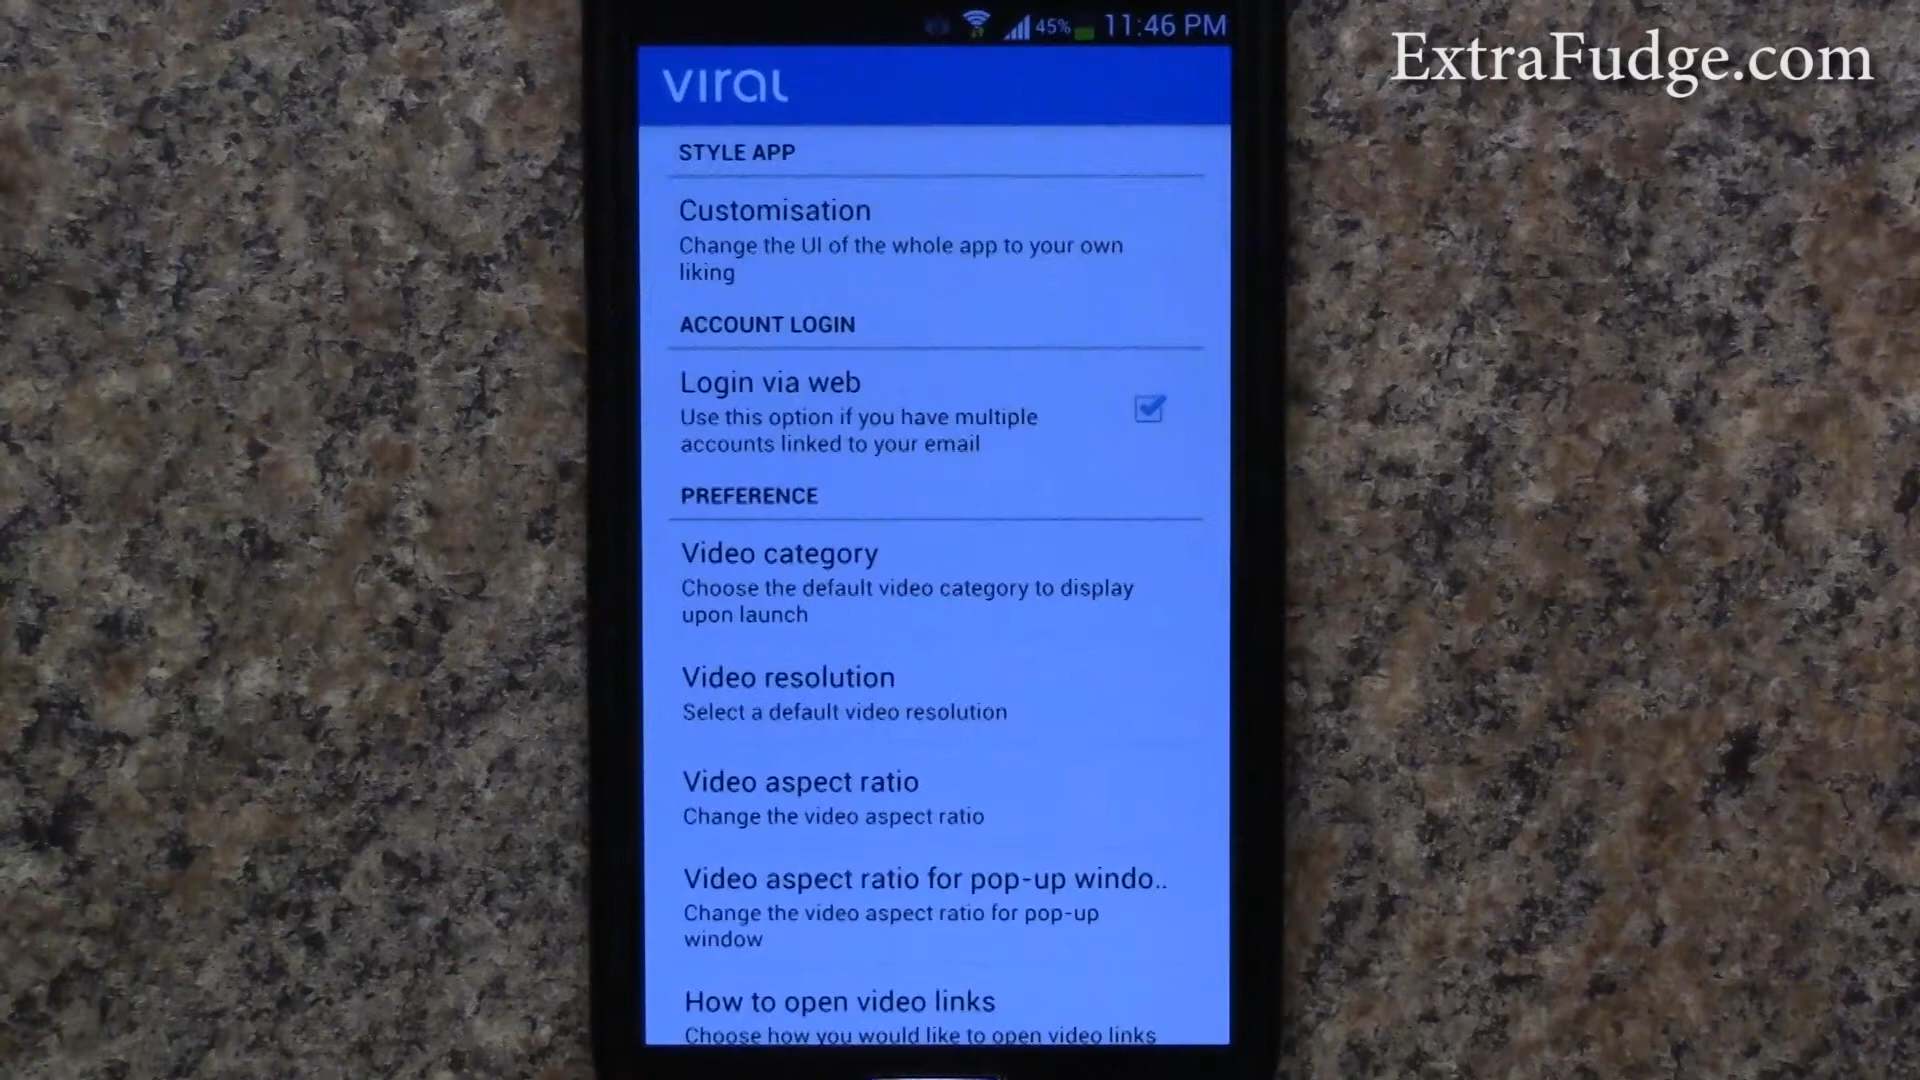 45% 11:46 PM
ExtraFudge.com
viral
STYLE APP
Customisation
Change the UI of the whole app to your own
liking
ACCOUNT LOGIN
Login via web
Use this option if you have multiple
accounts linked to your email
PREFERENCE
Video category
Choose the default video category to display
upon launch
Video resolution
Select a default video resolution
Video aspect ratio
Change the video aspect ratio
Video aspect ratio for pop-up windo..
Change the video aspect ratio for pop-up
window
How to open video links
Choose how you would like to open video links